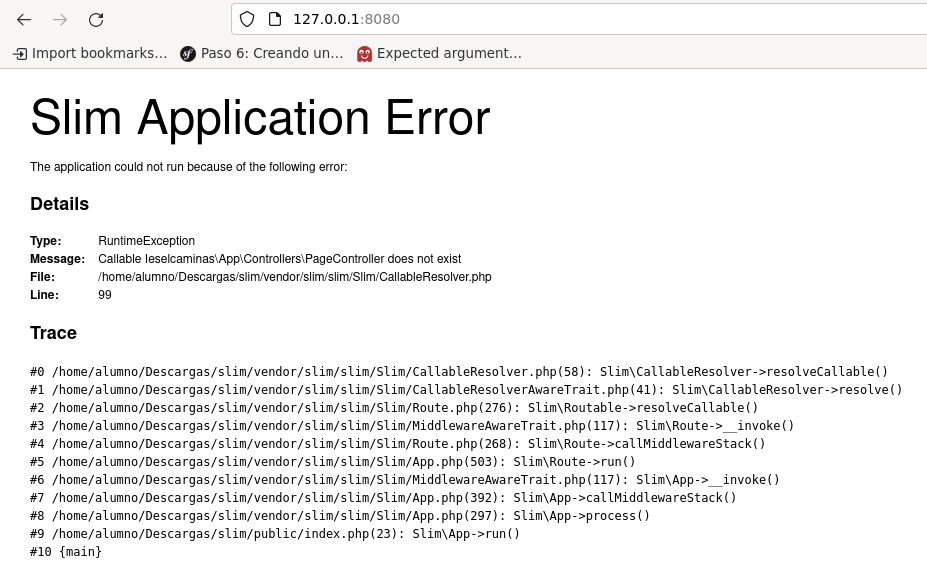 127.0.0.1:8080
Import bookmarks... Paso 6: Creando un... Expected argument...
Slim Application Error
The application could not run because of the following error:
Details
Type: RuntimeException
Message: Callable Ieselcaminas\App\Controllers\PageController does not exist
File: /home/alumno/Descargas/slim/vendor/slim/slim/Slim/CallableResolver.php
Line: 99
Trace
#0 /home/alumno/Descargas/slim/vendor/slim/slim/Slim/CallableResolver.php(58): Slim\CallableResolver->resolveCallable()
#1 /home/alumno/Descargas/slim/vendor/slim/slim/Slim/CallableResolverAwareTrait.php(41): Slim\CallableResolver->resolve()
#2 /home/alumno/Descargas/slim/vendor/slim/slim/Slim/Route.php(276): Slim\Routable->resolveCallable()
#3 /home/alumno/Descargas/slim/vendor/slim/slim/Slim/MiddlewareAwareTrait.php(117): Slim\Route->__invoke()
#4 /home/alumno/Descargas/slim/vendor/slim/slim/Slim/Route.php(268): Slim\Route->callMiddlewareStack()
#5 /home/alumno/Descargas/slim/vendor/slim/slim/Slim/App.php(503): Slim\Route->run()
#6 /home/alumno/Descargas/slim/vendor/slim/slim/Slim/MiddlewareAwareTrait.php(117): Slim\App->__invoke()
#7 /home/alumno/Descargas/slim/vendor/slim/slim/Slim/App.php(392): Slim\App->callMiddlewareStack()
#8 /home/alumno/Descargas/slim/vendor/slim/slim/Slim/App.php(297): Slim\App->process()
#9 /home/alumno/Descargas/slim/public/index.php(23): Slim\App->run()
#10 {main}